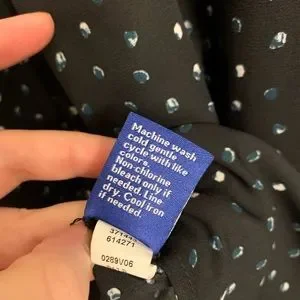 Machine wash
cold gentle
cycle with like
colors.
Non-chlorine
bleach only if
needed. Line
dry. Cool iron
if needed.
614271
0289V06